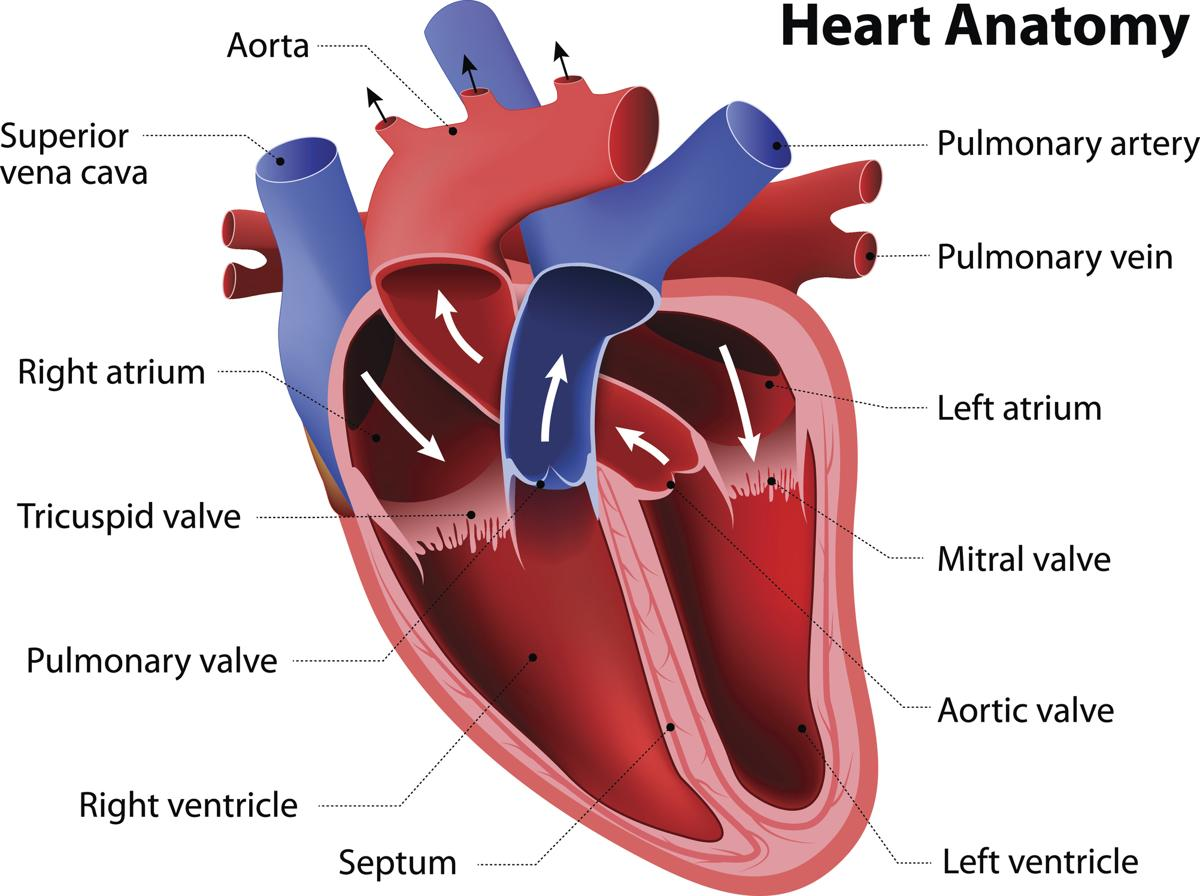 Heart Anatomy
Aorta
Superior
vena cava
Pulmonary artery
Pulmonary vein
Right atrium
Left atrium
Tricuspid valve
Mitral valve
Pulmonary valve
Aortic valve
Right ventricle
Septum
Left ventricle